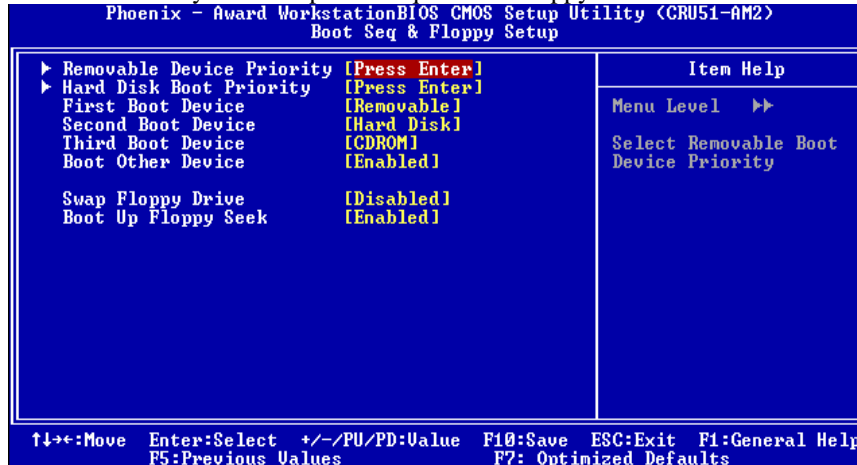 Phoenix - Award WorkstationBIOS CMOS Setup Utility (CRU51-AM2)
Boot Seq & Floppy Setup
Removable Device Priority [Press Enter]
Hard Disk Boot Priority [Press Enter]
First Boot Device [Removable]
Second Boot Device [Hard Disk]
Third Boot Device [CDROM]
Boot Other Device [Enabled]
Swap Floppy Drive [Disabled]
Boot Up Floppy Seek [Enabled]
Item Help
Menu Level ▶▶
Select Removable Boot
Device Priority
↑↓→←:Move Enter:Select +/-/PU/PD:Value F10:Save ESC:Exit F1:General Help
F5:Previous Values F7: Optimized Defaults